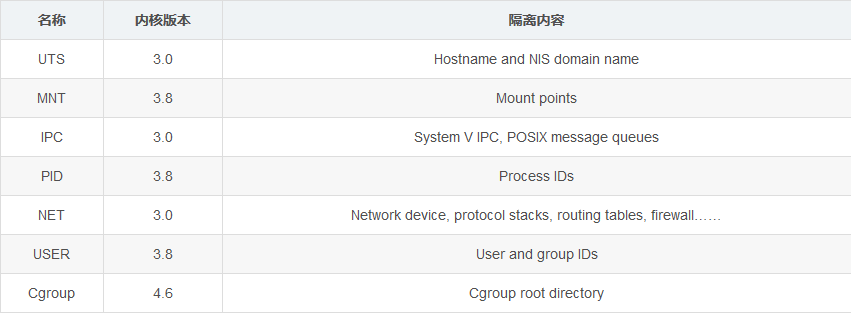 名称 内核版本 隔离内容
UTS 3.0 Hostname and NIS domain name
MNT 3.8 Mount points
IPC 3.0 System V IPC, POSIX message queues
PID 3.8 Process IDs
NET 3.0 Network device, protocol stacks, routing tables, firewall……
USER 3.8 User and group IDs
Cgroup 4.6 Cgroup root directory